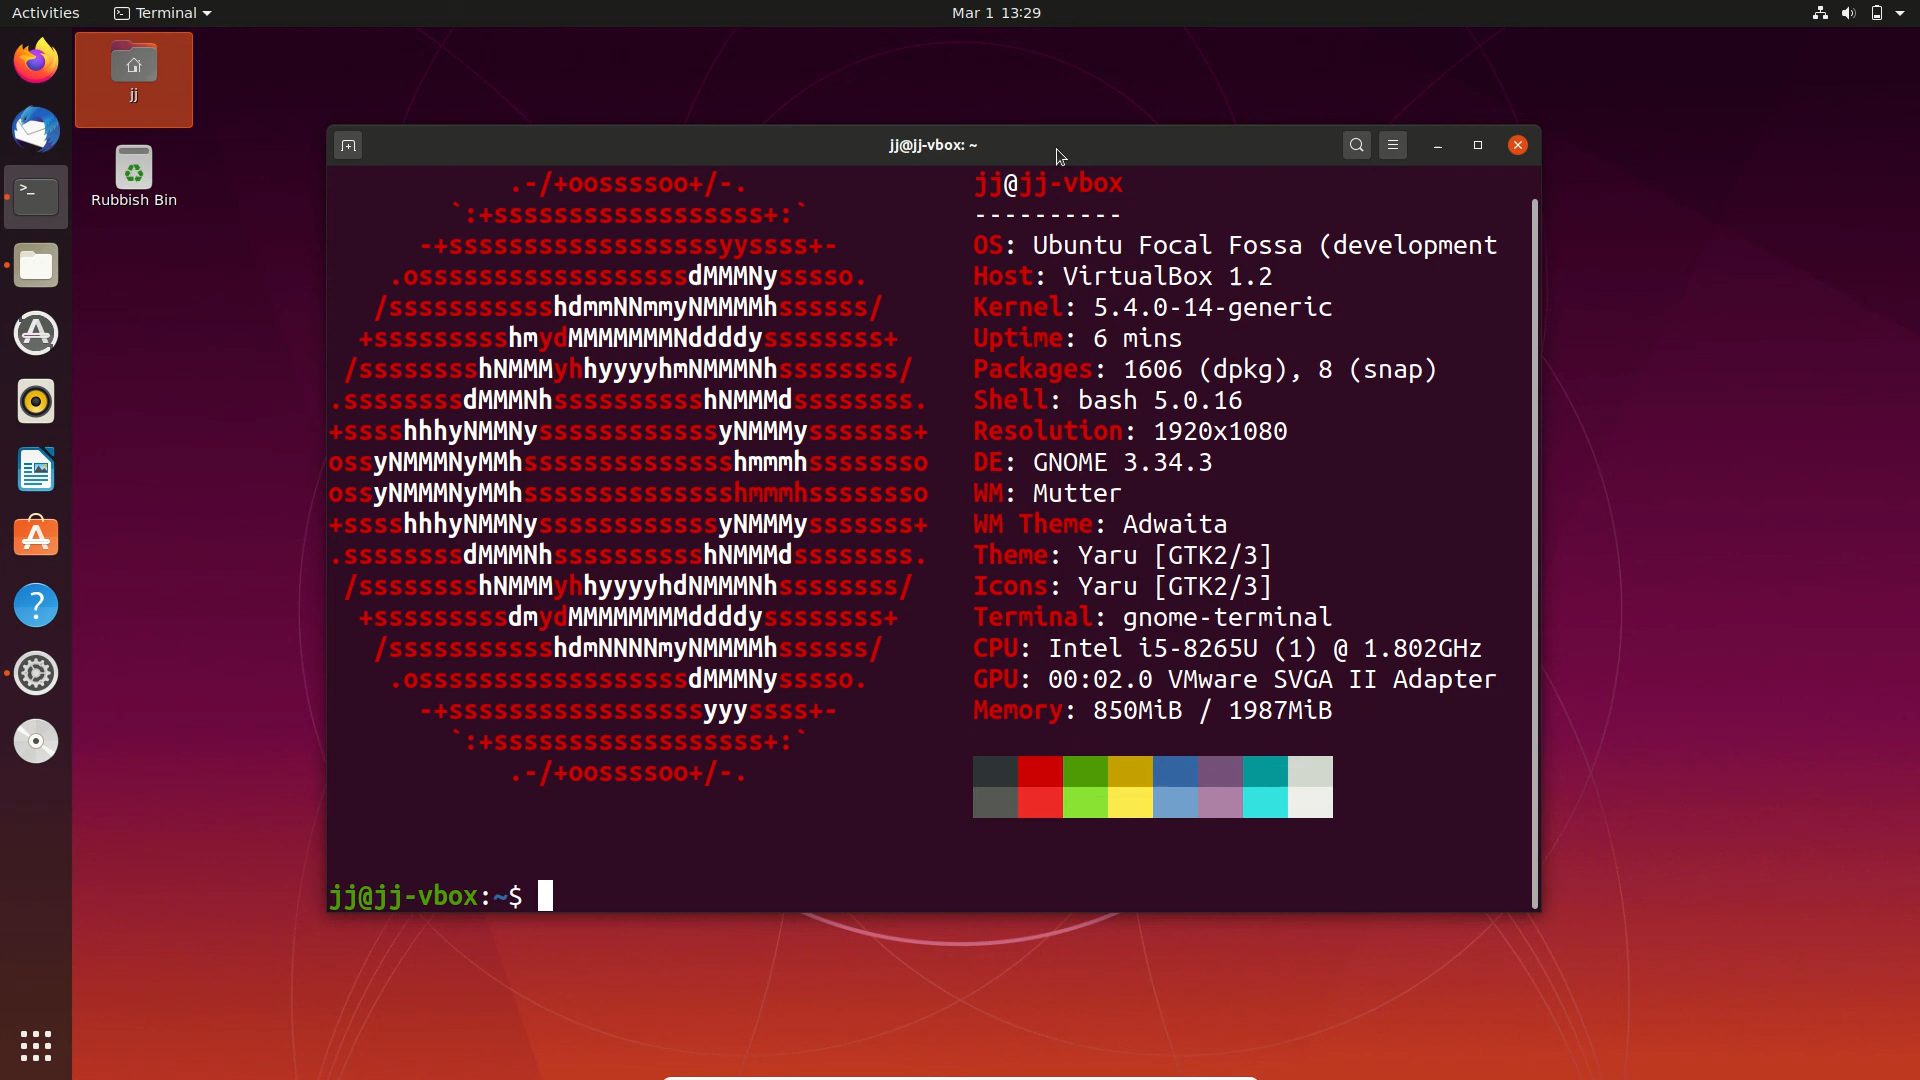 Activities
Terminal
Mar 1 13:29
jj
Rubbish Bin
jj@jj-vbox: ~
.-/+oossssoo+/-.
`:+ssssssssssssssssss+:`
-+ssssssssssssssssssyyssss+-
.ossssssssssssssssssdMMMNysssso.
/ssssssssssshdmmNNmmyNMMMMhssssss/
+ssssssssshmydMMMMMMMNddddyssssssss+
/sssssssshNMMMyhhyyyyhmNMMMNhssssssss/
.ssssssssdMMMNhsssssssssshNMMMdssssssss.
+sssshhhyNMMNyssssssssssssyNMMMysssssss+
ossyNMMMNyMMhsssssssssssssshmmmhssssssso
ossyNMMMNyMMhsssssssssssssshmmmhssssssso
+sssshhhyNMMNyssssssssssssyNMMMysssssss+
.ssssssssdMMMNhsssssssssshNMMMdssssssss.
/sssssssshNMMMyhhyyyyhdNMMMNhssssssss/
+sssssssssdmydMMMMMMMMddddyssssssss+
/ssssssssssshdmNNNNmyNMMMMhssssss/
.ossssssssssssssssssdMMMNysssso.
-+sssssssssssssssssyyyssss+-
`:+ssssssssssssssssss+:`
.-/+oossssoo+/-.
jj@jj-vbox
----------
OS: Ubuntu Focal Fossa (development
Host: VirtualBox 1.2
Kernel: 5.4.0-14-generic
Uptime: 6 mins
Packages: 1606 (dpkg), 8 (snap)
Shell: bash 5.0.16
Resolution: 1920x1080
DE: GNOME 3.34.3
WM: Mutter
WM Theme: Adwaita
Theme: Yaru [GTK2/3]
Icons: Yaru [GTK2/3]
Terminal: gnome-terminal
CPU: Intel i5-8265U (1) @ 1.802GHz
GPU: 00:02.0 VMware SVGA II Adapter
Memory: 850MiB / 1987MiB
jj@jj-vbox:~$